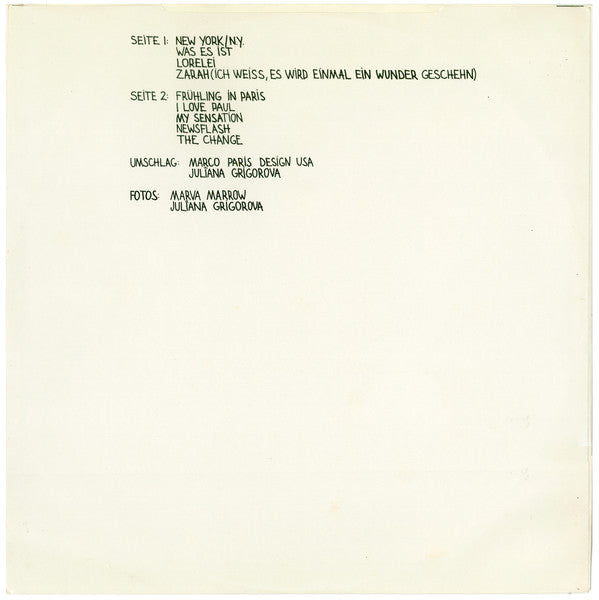 SEITE 1: NEW YORK/N.Y.
WAS ES IST
LORELEI
ZARAH (ICH WEISS, ES WIRD EINMAL EIN WUNDER GESCHEHN)
SEITE 2: FRÜHLING IN PARIS
I LOVE PAUL
MY SENSATION
NEWSFLASH
THE CHANGE
UMSCHLAG: MARCO PARIS DESIGN USA
JULIANA GRIGOROVA
FOTOS: MARVA MARROW
JULIANA GRIGOROVA